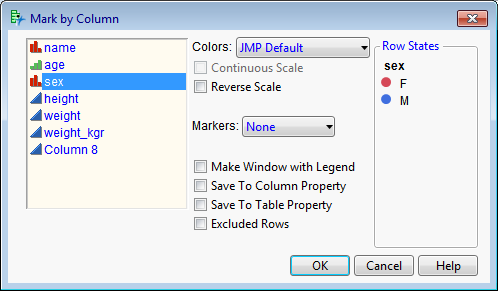 Mark by Column
name
age
sex
height
weight
weight_kgr
Column 8
Colors: JMP Default
Continuous Scale
Reverse Scale
Markers: None
Make Window with Legend
Save To Column Property
Save To Table Property
Excluded Rows
Row States
sex
F
M
OK Cancel Help